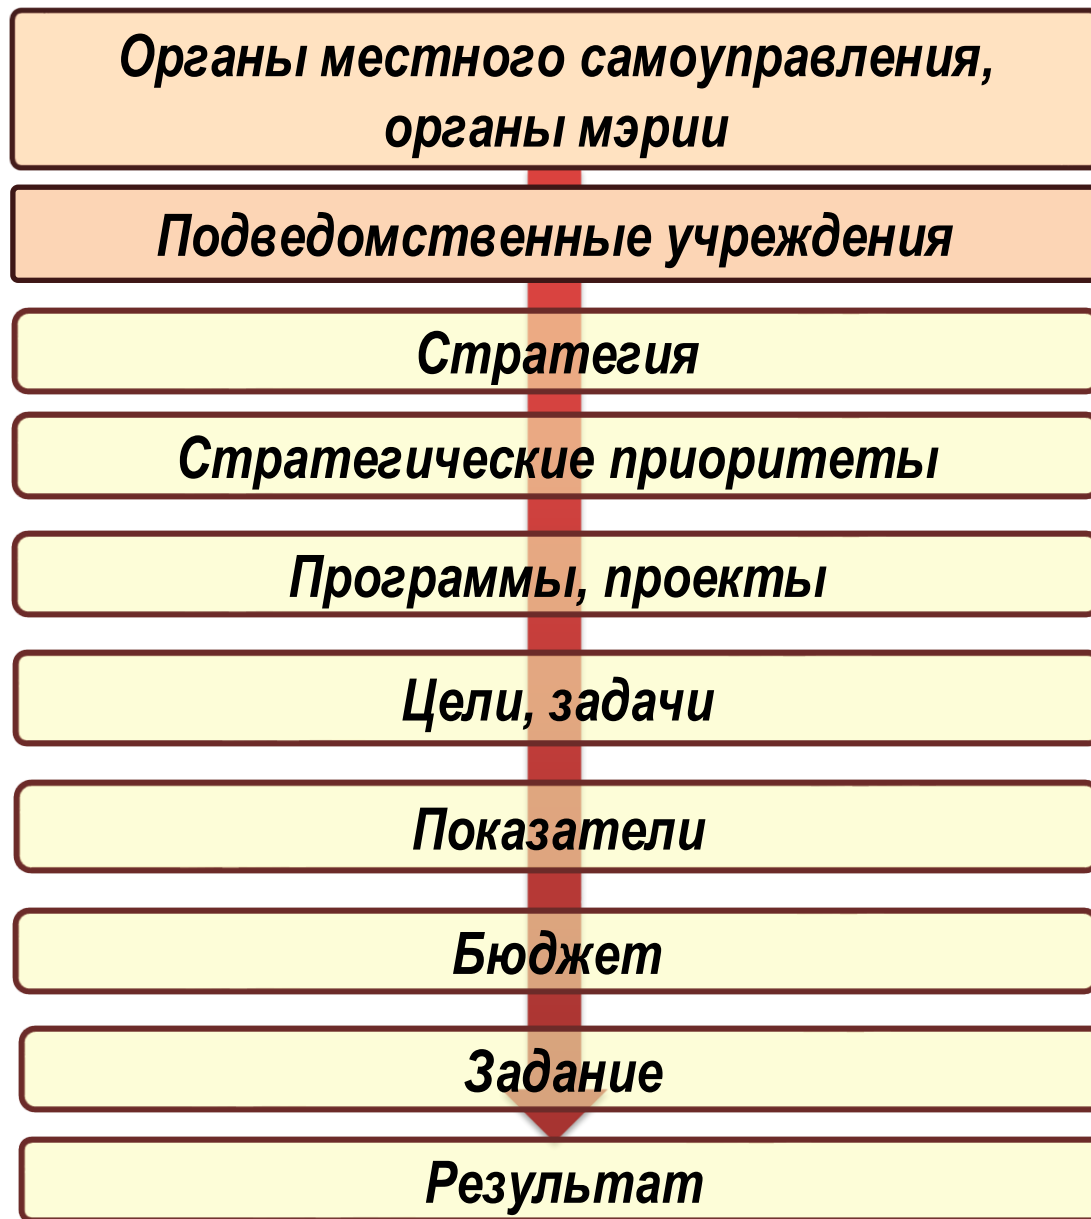 Органы местного самоуправления,
органы мэрии
Подведомственные учреждения
Стратегия
Стратегические приоритеты
Программы, проекты
Цели, задачи
Показатели
Бюджет
Задание
Результат